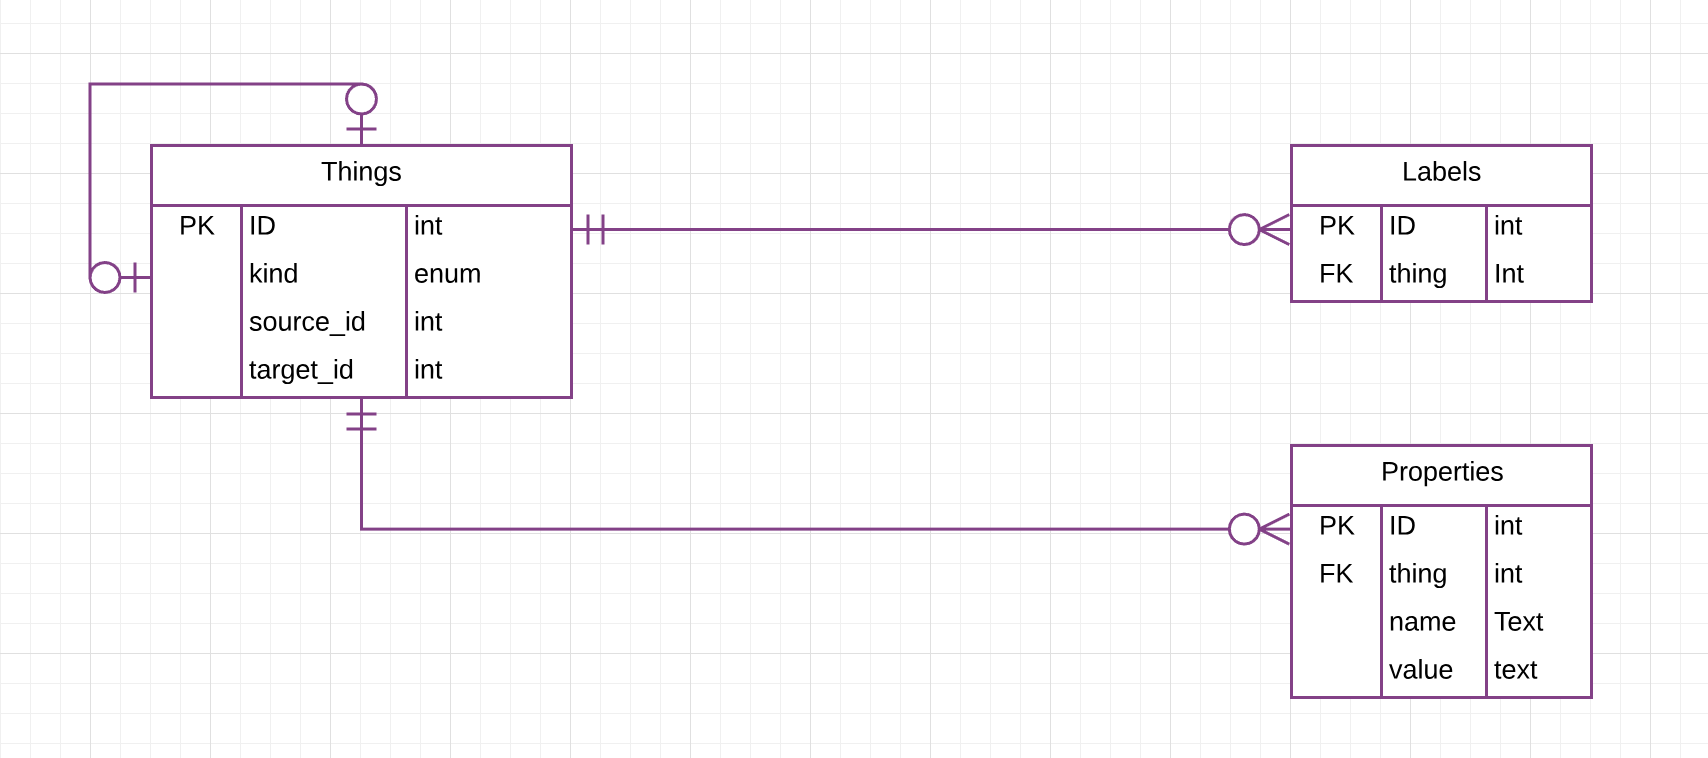 Things
PK ID int
kind enum
source_id int
target_id int
Labels
PK ID int
FK thing Int
Properties
PK ID int
FK thing int
name Text
value text